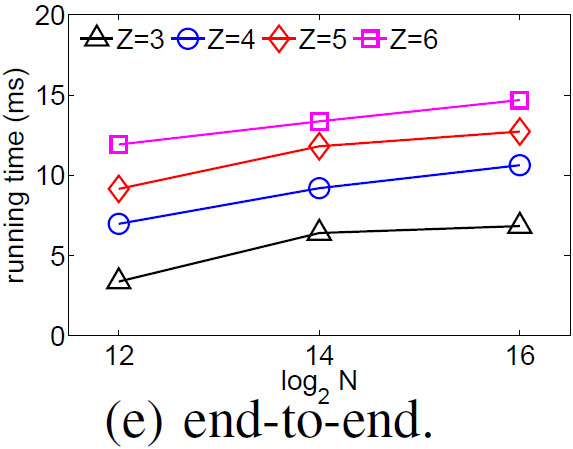 20
Z=3 Z=4 Z=5 Z=6
15
10
5
0
running time (ms)
12 14 16
log2 N
(e) end-to-end.